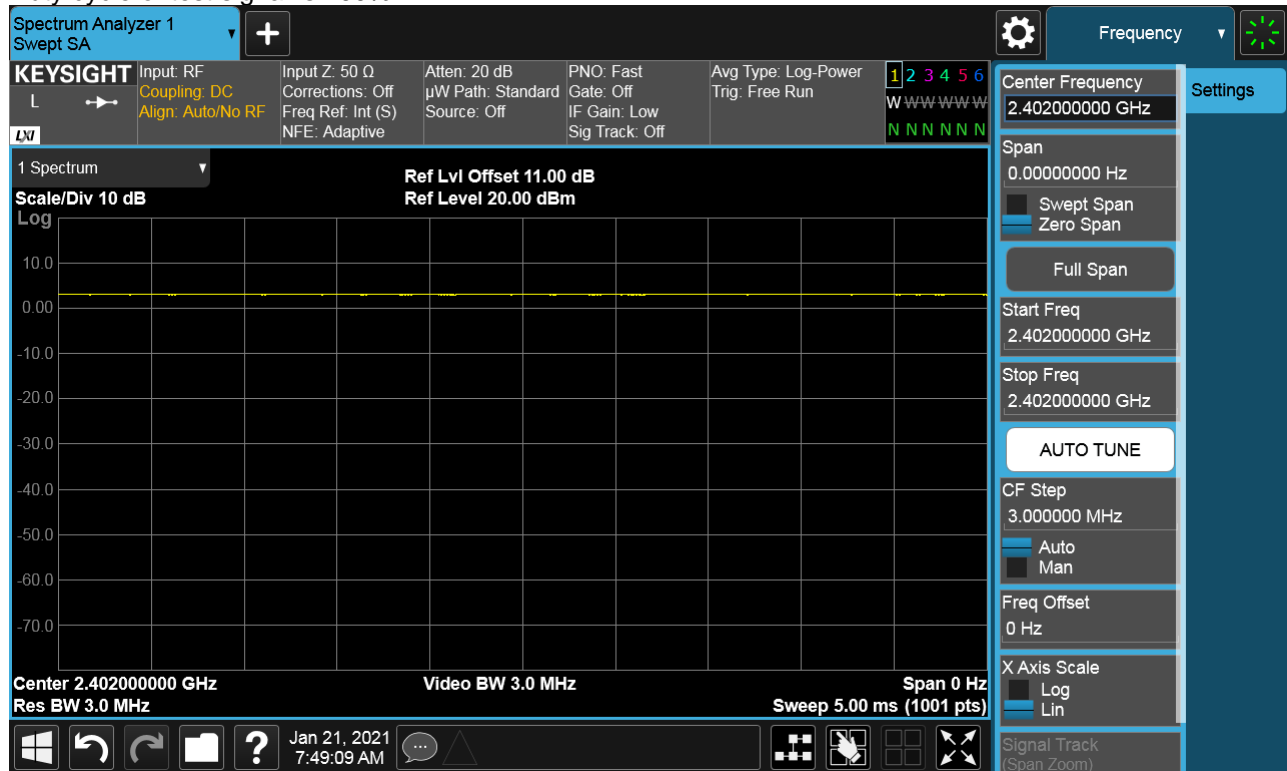 Spectrum Analyzer 1
Swept SA
Frequency
KEYSIGHT
L
LXI
Input: RF
Coupling: DC
Align: Auto/No RF
Input Z: 50 Ω
Corrections: Off
Freq Ref: Int (S)
NFE: Adaptive
Atten: 20 dB
µW Path: Standard
Source: Off
PNO: Fast
Gate: Off
IF Gain: Low
Sig Track: Off
Avg Type: Log-Power
Trig: Free Run
1 2 3 4 5 6
W W W W W W
N N N N N N
1 Spectrum
Scale/Div 10 dB
Ref Lvl Offset 11.00 dB
Ref Level 20.00 dBm
Log
10.0
0.00
-10.0
-20.0
-30.0
-40.0
-50.0
-60.0
-70.0
Center 2.402000000 GHz
Video BW 3.0 MHz
Span 0 Hz
Res BW 3.0 MHz
Sweep 5.00 ms (1001 pts)
Jan 21, 2021
7:49:09 AM
Center Frequency
2.402000000 GHz
Settings
Span
0.00000000 Hz
Swept Span
Zero Span
Full Span
Start Freq
2.402000000 GHz
Stop Freq
2.402000000 GHz
AUTO TUNE
CF Step
3.000000 MHz
Auto
Man
Freq Offset
0 Hz
X Axis Scale
Log
Lin
Signal Track
(Span Zoom)